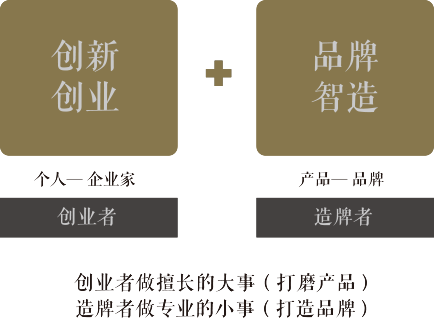 创新
创业
品牌
智造
个人— 企业家
产品— 品牌
创业者
造牌者
创业者做擅长的大事（打磨产品）
造牌者做专业的小事（打造品牌）